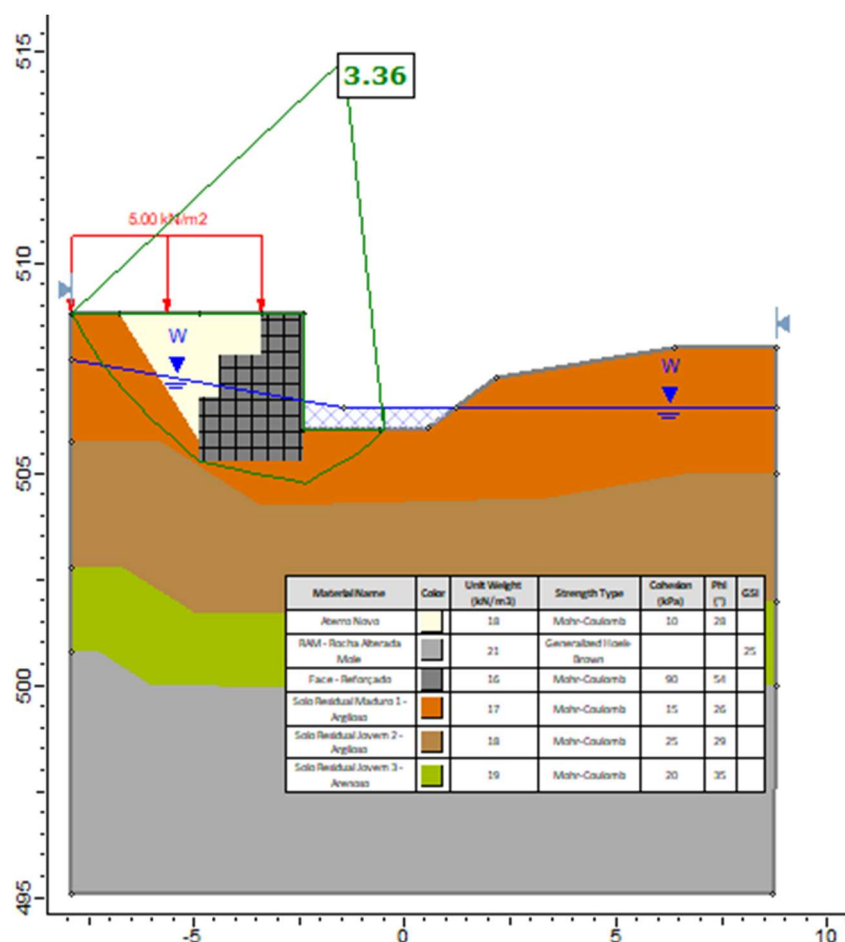 515
3.36
5.00 kN/m2
510
W
W
505
Material Name Color Unit Weight (kN/m3) Strength Type Cohesion (kPa) Phi (°) GSI
Aterro Novo 18 Mohr-Coulomb 10 28
RAM - Rocha Alterada Mole 21 Generalized Hoek-Brown 25
Face - Reforçado 16 Mohr-Coulomb 90 54
Solo Residual Maduro 1 - Argiloso 17 Mohr-Coulomb 15 26
Solo Residual Jovem 2 - Argiloso 18 Mohr-Coulomb 25 29
Solo Residual Jovem 3 - Arenoso 19 Mohr-Coulomb 20 35
500
495
-5 0 5 10